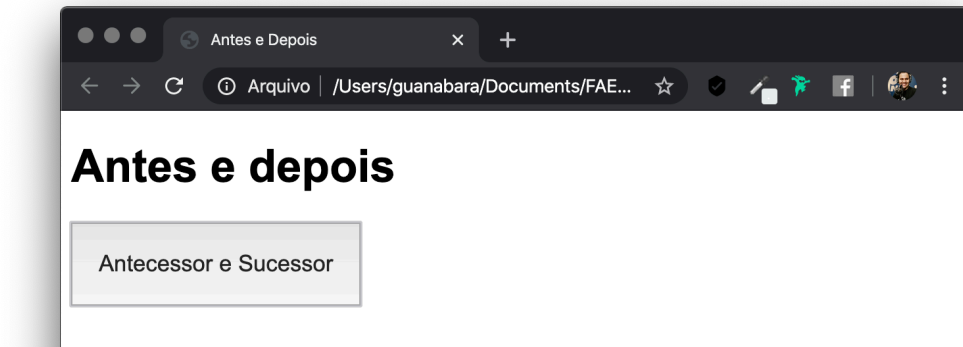 Antes e Depois
Arquivo /Users/guanabara/Documents/FAE...
Antes e depois
Antecessor e Sucessor